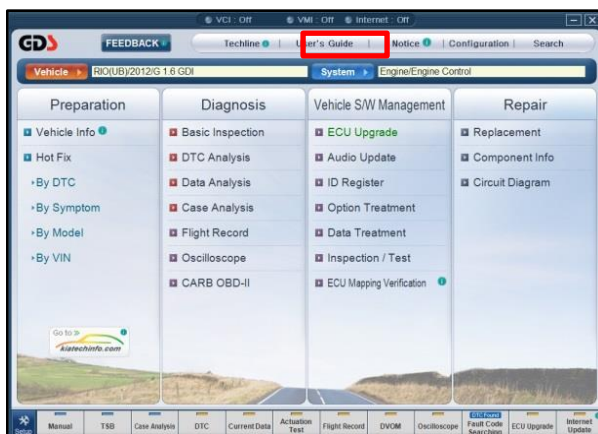 VCI : Off VMI : Off Internet : Off
GDS FEEDBACK Techline | User's Guide | Notice | Configuration | Search
Vehicle RIO(UB)/2012/G 1.6 GDI System Engine/Engine Control
Preparation Diagnosis Vehicle S/W Management Repair
Vehicle Info Basic Inspection ECU Upgrade Replacement
Hot Fix DTC Analysis Audio Update Component Info
By DTC Data Analysis ID Register Circuit Diagram
By Symptom Case Analysis Option Treatment
By Model Flight Record Data Treatment
By VIN Oscilloscope Inspection / Test
CARB OBD-II ECU Mapping Verification
Go to
kiatechinfo.com
Setup Manual TSB Case Analysis DTC Current Data Actuation Test Flight Record DVOM Oscilloscope DTC Found Fault Code Searching ECU Upgrade Internet Update